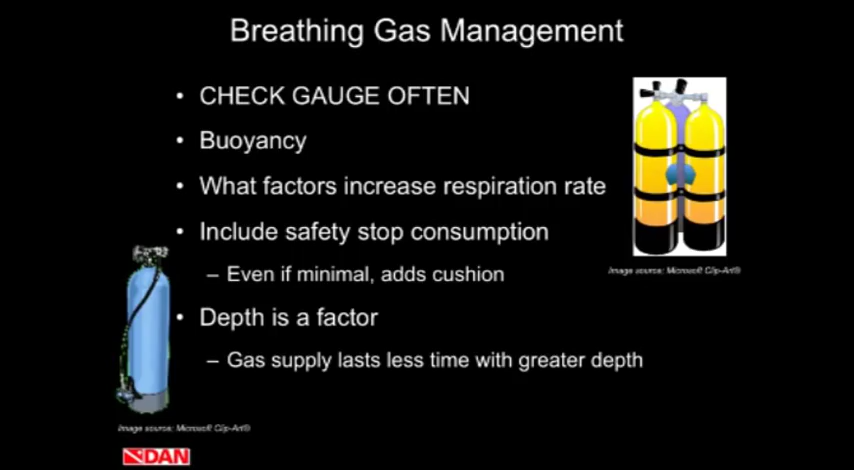 Breathing Gas Management
• CHECK GAUGE OFTEN
• Buoyancy
• What factors increase respiration rate
• Include safety stop consumption
– Even if minimal, adds cushion
• Depth is a factor
– Gas supply lasts less time with greater depth
Image source: Microsoft Clip-Art®
Image source: Microsoft Clip-Art®
DAN